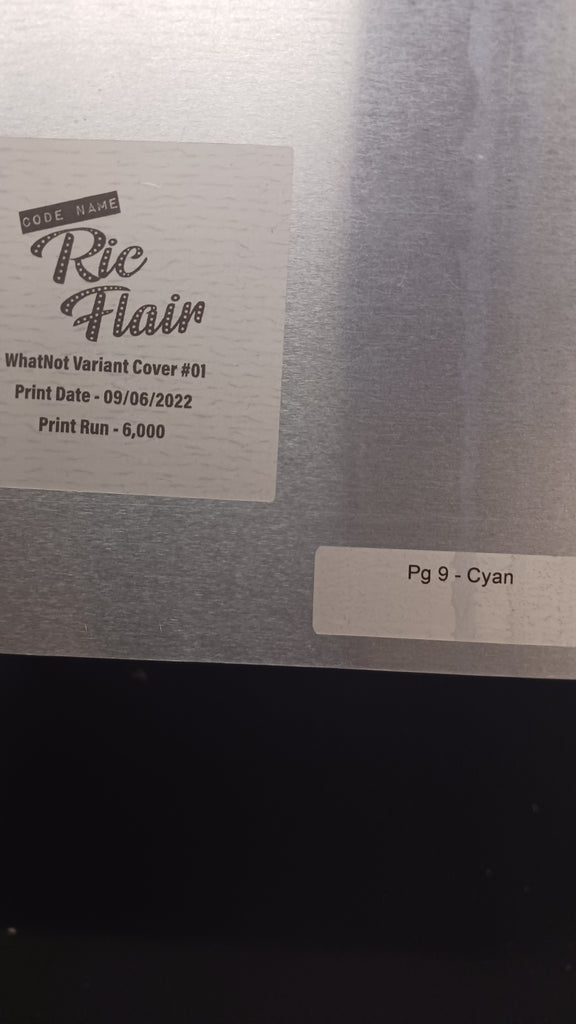 CODE NAME
Ric
Flair
WhatNot Variant Cover #01
Print Date - 09/06/2022
Print Run - 6,000
Pg 9 - Cyan